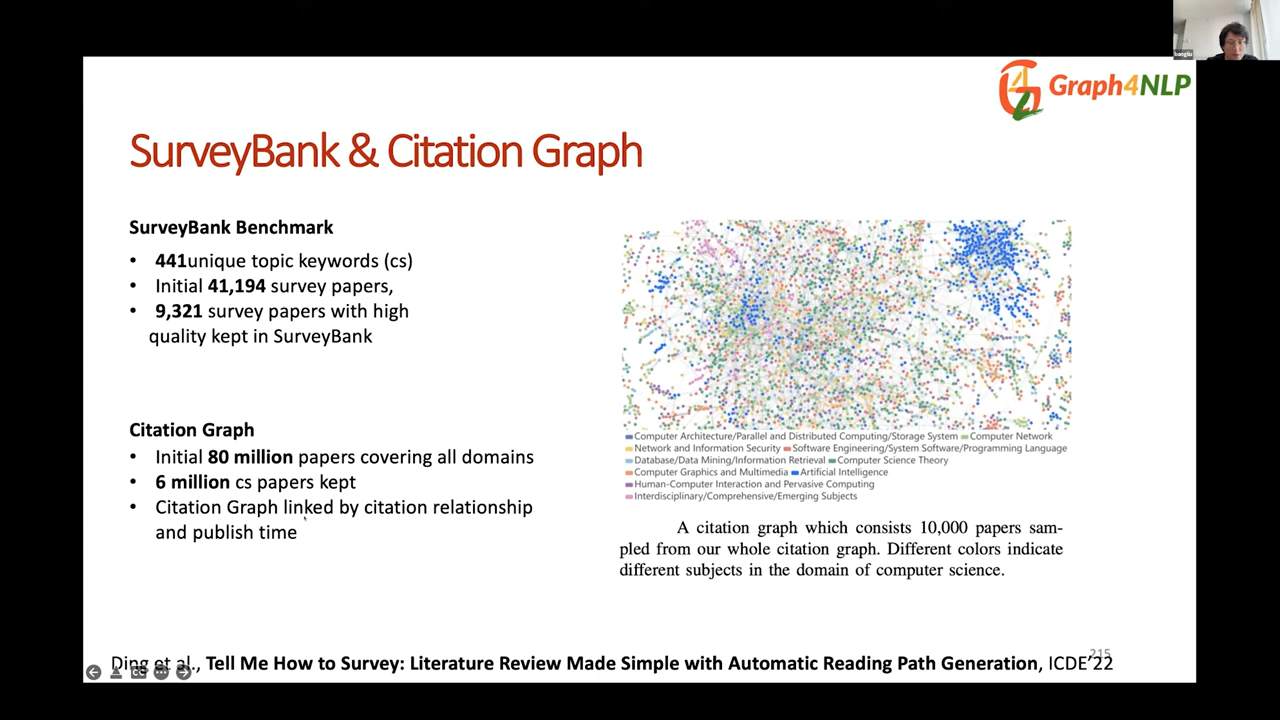 bangliu
Graph4NLP
SurveyBank & Citation Graph
SurveyBank Benchmark
• 441unique topic keywords (cs)
• Initial 41,194 survey papers,
• 9,321 survey papers with high
quality kept in SurveyBank
Citation Graph
• Initial 80 million papers covering all domains
• 6 million cs papers kept
• Citation Graph linked by citation relationship
and publish time
Computer Architecture/Parallel and Distributed Computing/Storage System Computer Network
Network and Information Security Software Engineering/System Software/Programming Language
Database/Data Mining/Information Retrieval Computer Science Theory
Computer Graphics and Multimedia Artificial Intelligence
Human-Computer Interaction and Pervasive Computing
Interdisciplinary/Comprehensive/Emerging Subjects
A citation graph which consists 10,000 papers sam-
pled from our whole citation graph. Different colors indicate
different subjects in the domain of computer science.
215
Ding et al., Tell Me How to Survey: Literature Review Made Simple with Automatic Reading Path Generation, ICDE'22